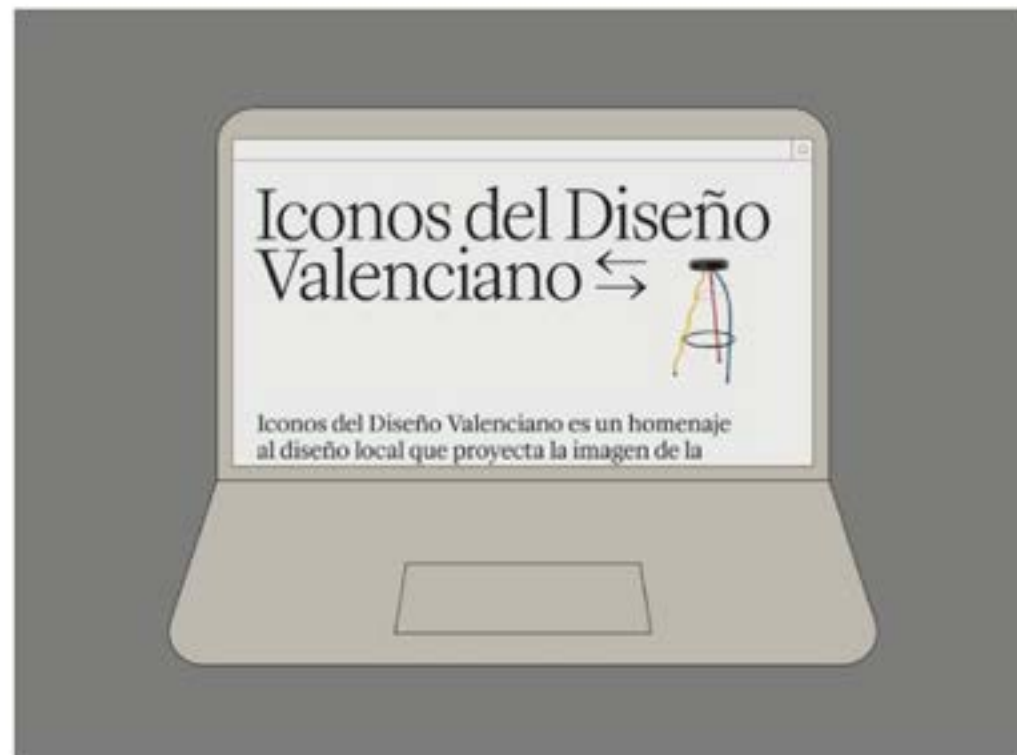 Iconos del Diseño
Valenciano ⇆
Iconos del Diseño Valenciano es un homenaje
al diseño local que proyecta la imagen de la